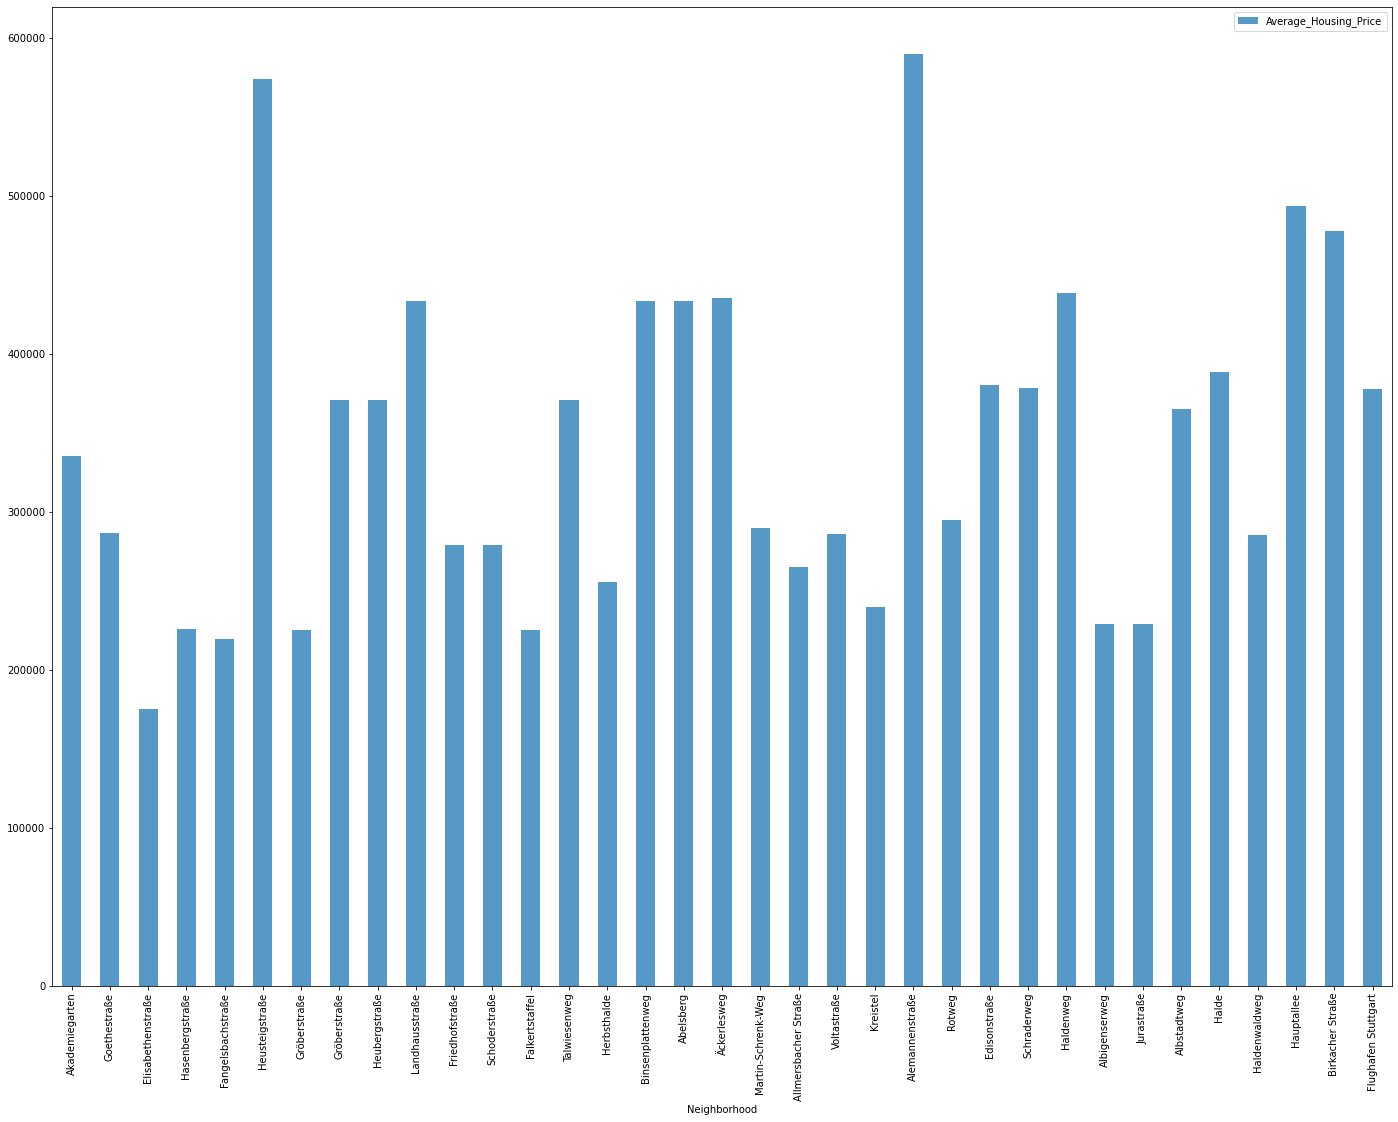 Average_Housing_Price
600000
500000
400000
300000
200000
100000
0
Akademiegarten
Goethestraße
Elisabethenstraße
Hasenbergstraße
Fangelsbachstraße
Heusteigstraße
Gröberstraße
Gröberstraße
Heubergstraße
Landhausstraße
Friedhofstraße
Schoderstraße
Falkertstaffel
Talwiesenweg
Herbsthalde
Binsenplattenweg
Abelsberg
Äckerlesweg
Martin-Schrenk-Weg
Allmersbacher Straße
Voltastraße
Kreistel
Alemannenstraße
Rotweg
Edisonstraße
Schraderweg
Haldenweg
Albigenserweg
Jurastraße
Albstadtweg
Halde
Haldenwaldweg
Hauptallee
Birkacher Straße
Flughafen Stuttgart
Neighborhood